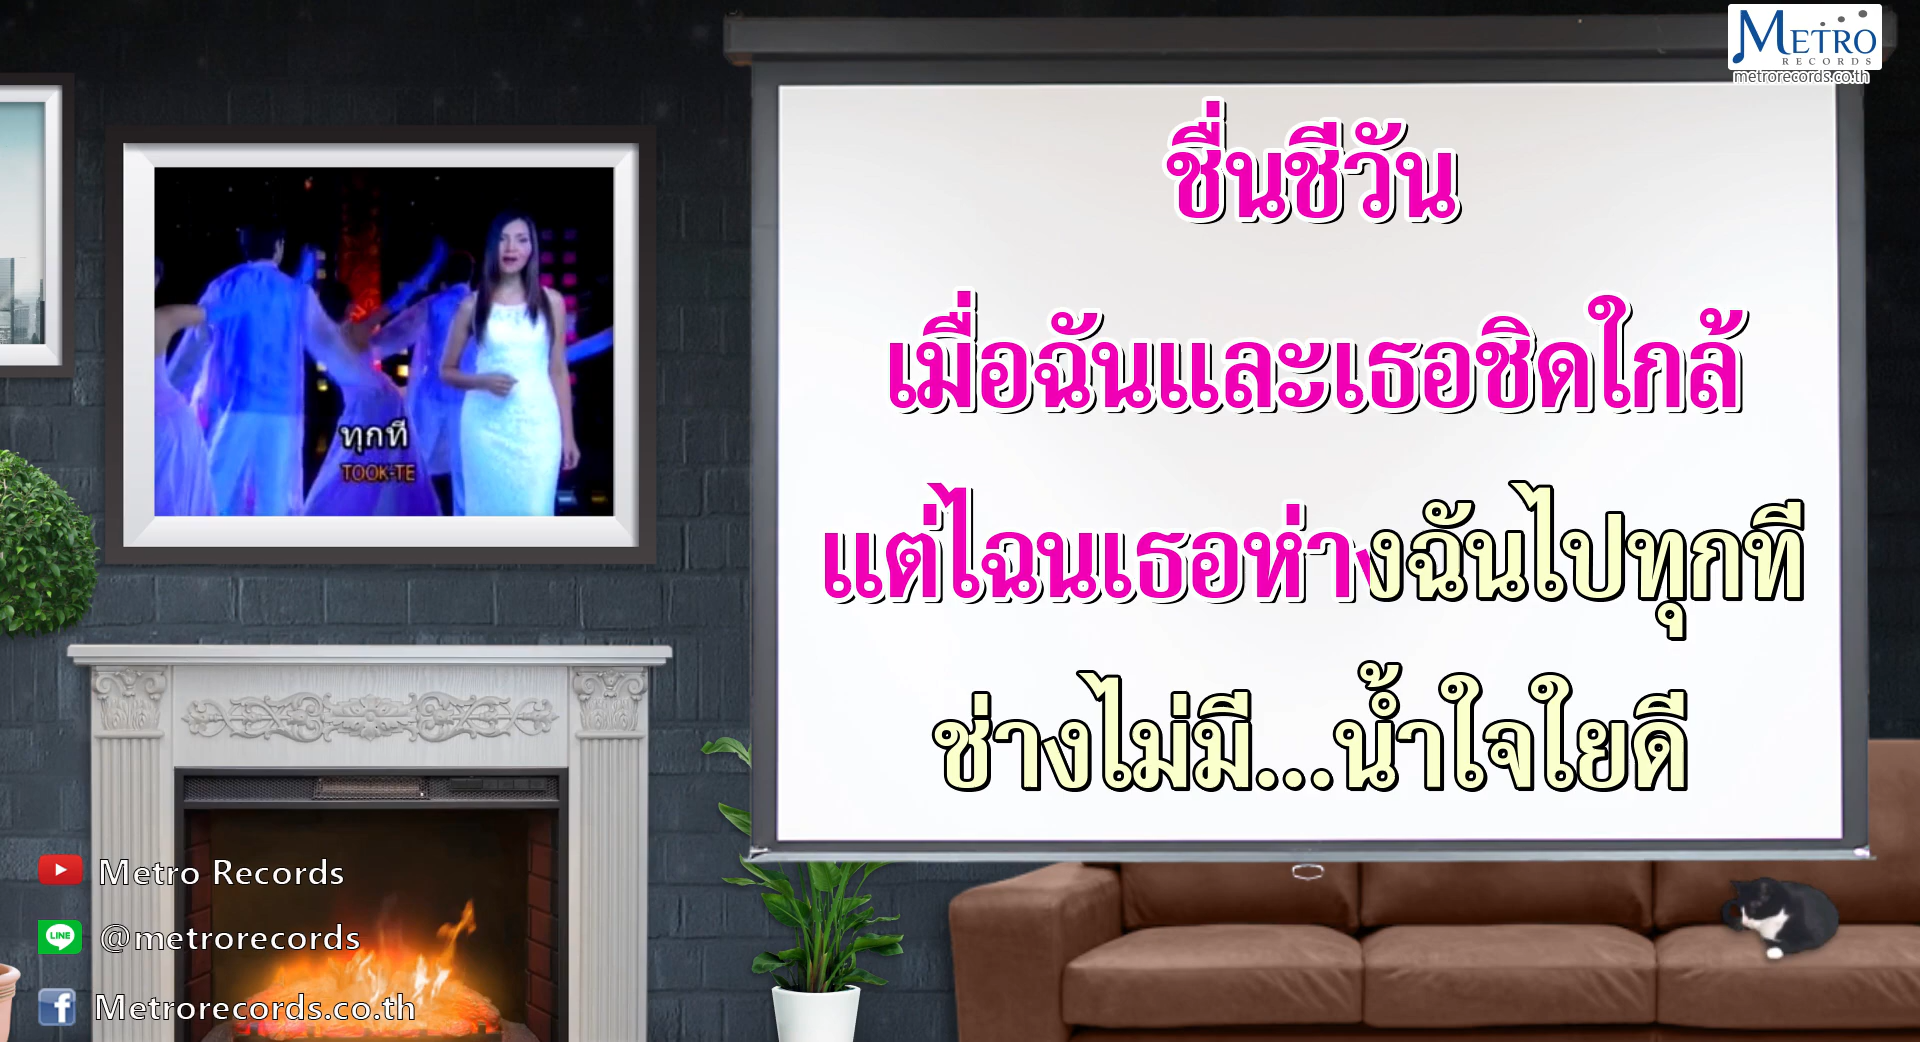 METRO
RECORDS
metrorecords.co.th
ชื่นชีวัน
เมื่อฉันและเธอชิดใกล้
แต่ไฉนเธอห่างฉันไปทุกที
ช่างไม่มี...น้ำใจใยดี
ทุกที
TOOK-TE
Metro Records
LINE
@metrorecords
f
Metrorecords.co.th